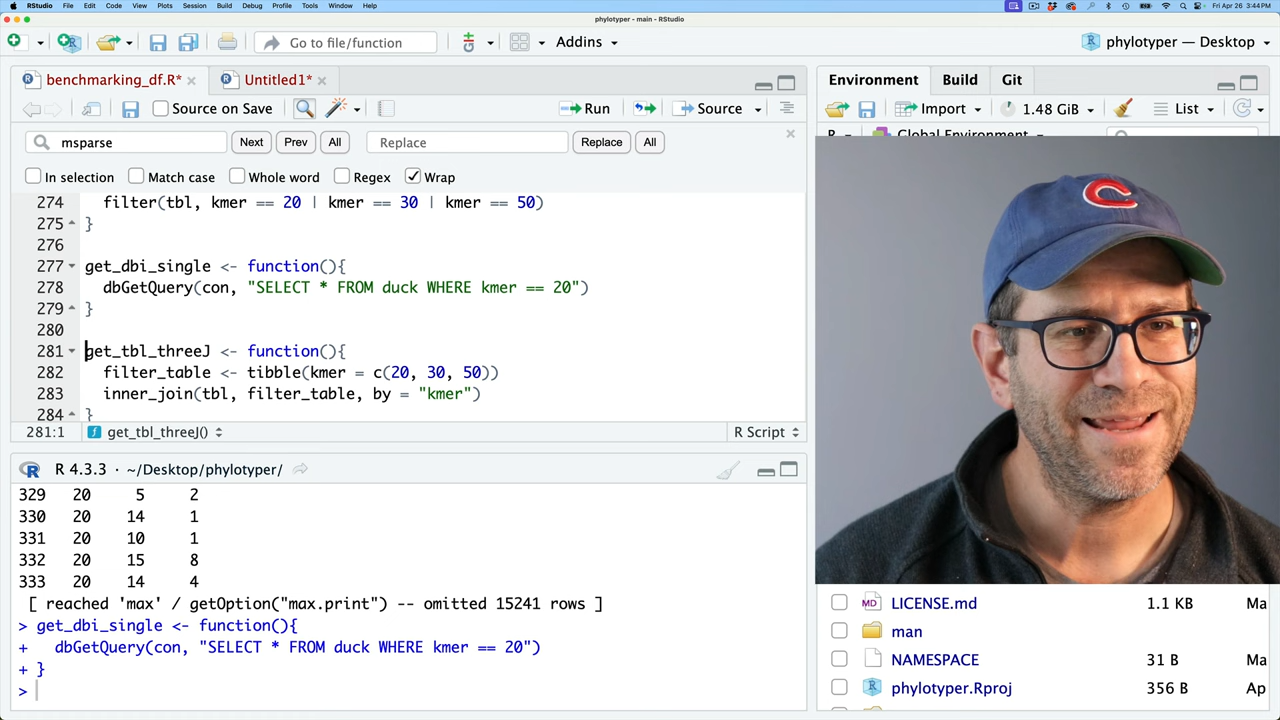 RStudio File Edit Code View Plots Session Build Debug Profile Tools Window Help Fri Apr 26 3:44 PM
phylotyper - main - RStudio
Go to file/function Addins phylotyper — Desktop
benchmarking_df.R* Untitled1* Environment Build Git
Source on Save Run Source Import 1.48 GiB List
msparse Next Prev All Replace Replace All R Global Environment
In selection Match case Whole word Regex Wrap
274 filter(tbl, kmer == 20 | kmer == 30 | kmer == 50)
275 }
276
277 get_dbi_single <- function(){
278 dbGetQuery(con, "SELECT * FROM duck WHERE kmer == 20")
279 }
280
281 get_tbl_threeJ <- function(){
282 filter_table <- tibble(kmer = c(20, 30, 50))
283 inner_join(tbl, filter_table, by = "kmer")
284 }
281:1 get_tbl_threeJ() R Script
R 4.3.3 · ~/Desktop/phylotyper/
329 20 5 2
330 20 14 1
331 20 10 1
332 20 15 8
333 20 14 4
[ reached 'max' / getOption("max.print") -- omitted 15241 rows ]
> get_dbi_single <- function(){
+ dbGetQuery(con, "SELECT * FROM duck WHERE kmer == 20")
+ }
>
LICENSE.md 1.1 KB Ma
man
NAMESPACE 31 B Ma
phylotyper.Rproj 356 B Ap